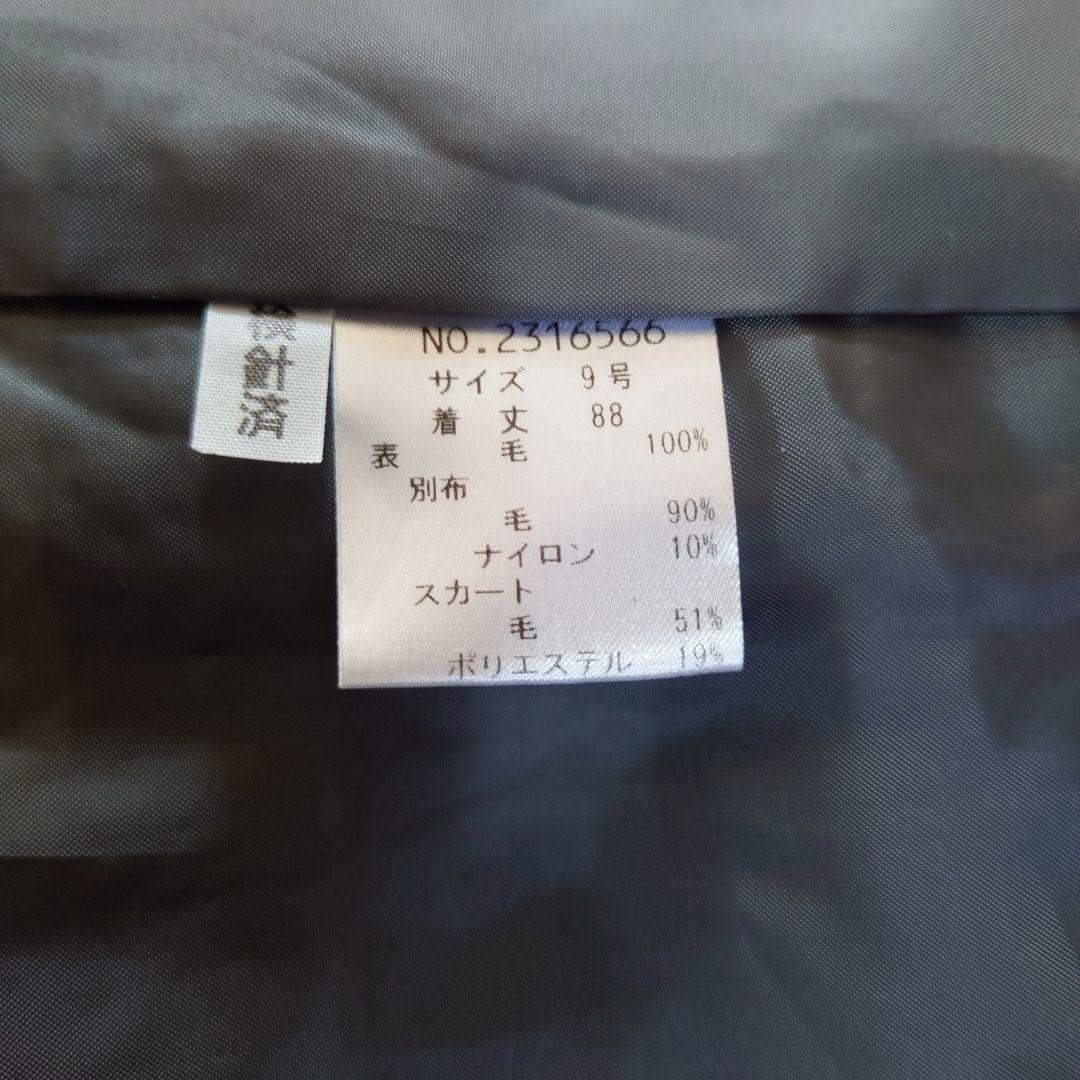 検針済
NO.2316566
サイズ 9号
着丈 88
表 毛 100%
別布
毛 90%
ナイロン 10%
スカート
毛 51%
ポリエステル 19%